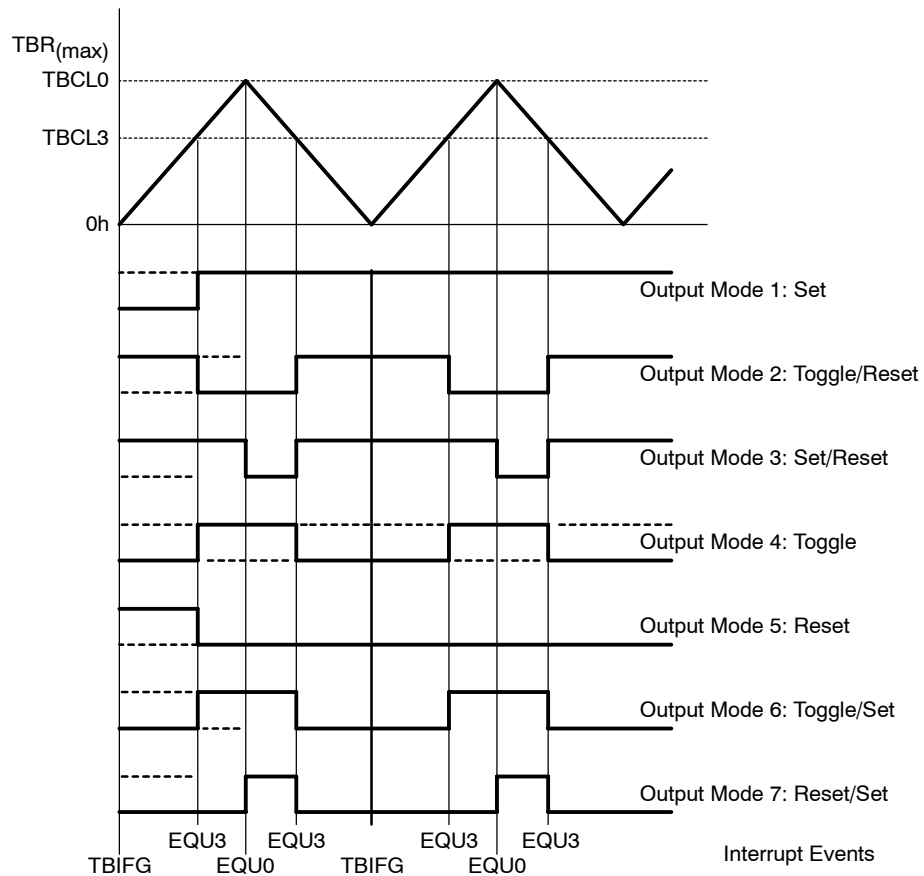 TBR(max)
TBCL0
TBCL3
0h
Output Mode 1: Set
Output Mode 2: Toggle/Reset
Output Mode 3: Set/Reset
Output Mode 4: Toggle
Output Mode 5: Reset
Output Mode 6: Toggle/Set
Output Mode 7: Reset/Set
EQU3 EQU3 EQU3 EQU3
TBIFG EQU0 TBIFG EQU0 Interrupt Events